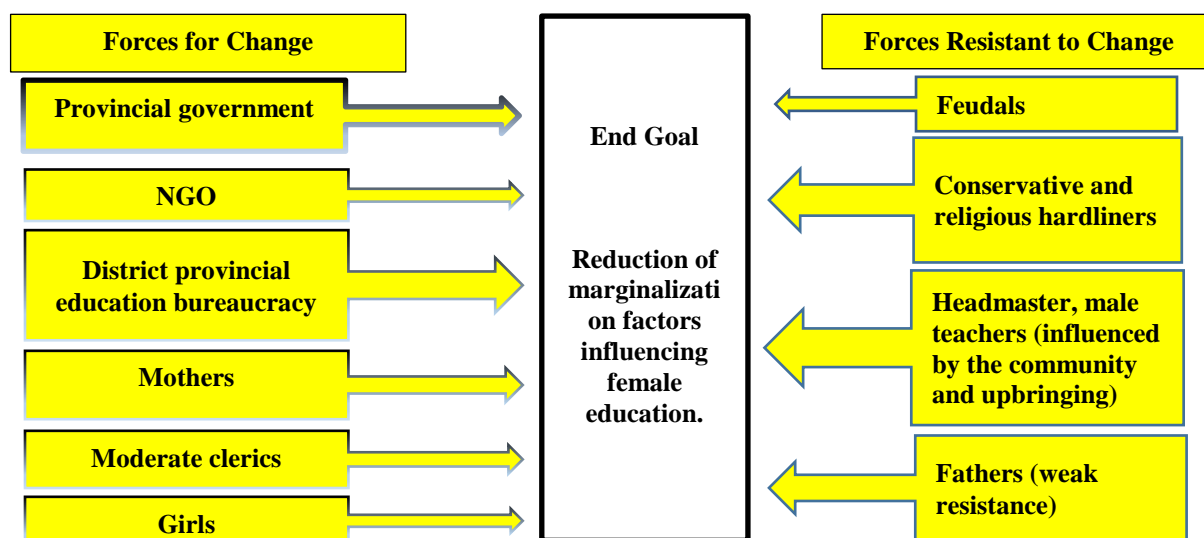 Forces for Change
Provincial government
NGO
District provincial
education bureaucracy
Mothers
Moderate clerics
Girls
End Goal
Reduction of
marginalizati
on factors
influencing
female
education.
Forces Resistant to Change
Feudals
Conservative and
religious hardliners
Headmaster, male
teachers (influenced
by the community
and upbringing)
Fathers (weak
resistance)